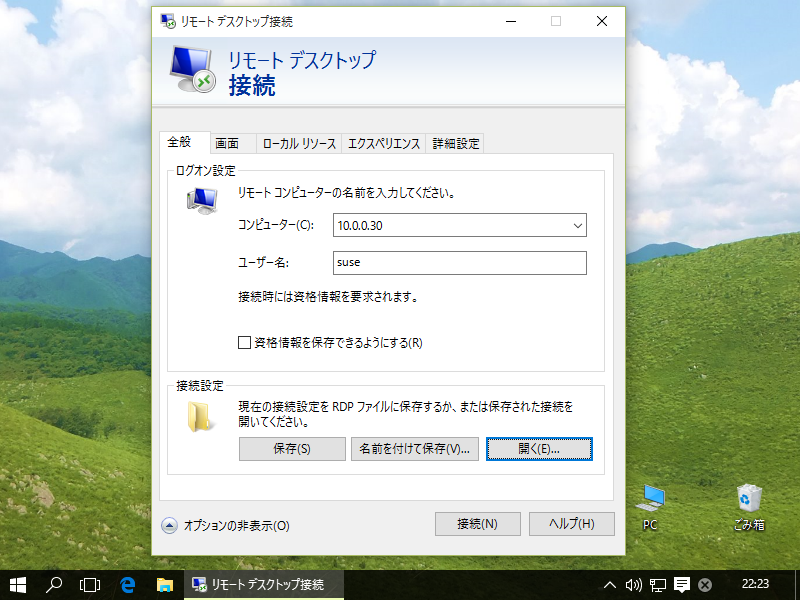 リモート デスクトップ接続
リモート デスクトップ
接続
全般
画面
ローカル リソース
エクスペリエンス
詳細設定
ログオン設定
リモート コンピューターの名前を入力してください。
コンピューター(C):
10.0.0.30
ユーザー名:
suse
接続時には資格情報を要求されます。
資格情報を保存できるようにする(R)
接続設定
現在の接続設定を RDP ファイルに保存するか、または保存された接続を
開いてください。
保存(S)
名前を付けて保存(V)...
開く(E)...
オプションの非表示(O)
接続(N)
ヘルプ(H)
PC
ごみ箱
リモート デスクトップ接続
22:23